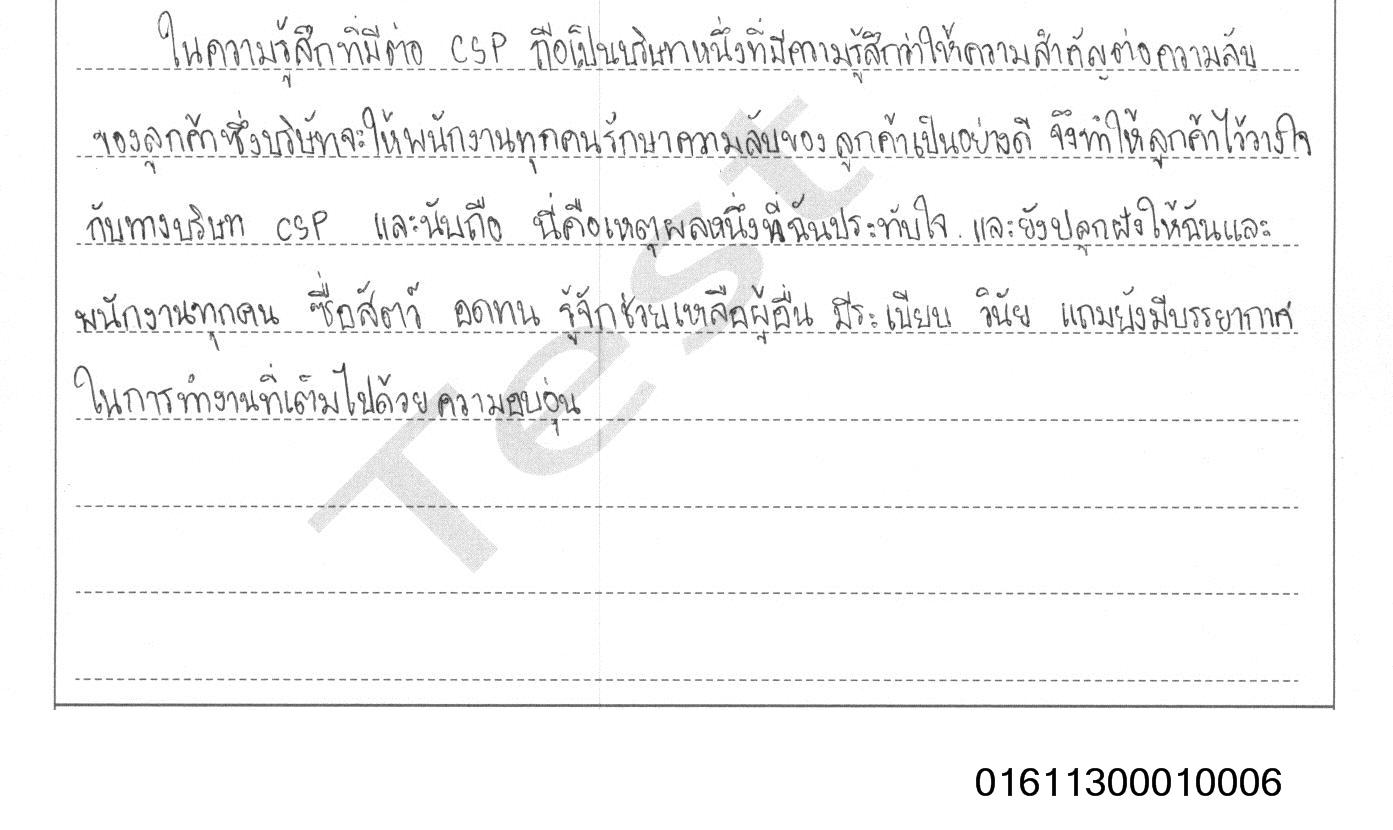 ในความรู้สึกที่มีต่อ CSP ถือเป็นบริษัทหนึ่งที่มีความรู้สึกว่าให้ความสำคัญต่อความลับ
ของลูกค้าซึ่งบริษัทจะให้พนักงานทุกคนรักษาความลับของลูกค้าเป็นอย่างดี จึงทำให้ลูกค้าไว้วางใจ
กับทางบริษัท CSP และนับถือ นี่คือเหตุผลหนึ่งที่ฉันประทับใจ และยังปลูกฝังให้ฉันและ
พนักงานทุกคน ซื่อสัตว์ อดทน รู้จักช่วยเหลือผู้อื่น มีระเบียบ วินัย แถมยังมีบรรยากาศ
ในการทำงานที่เต็มไปด้วยความอบอุ่น
Test
01611300010006